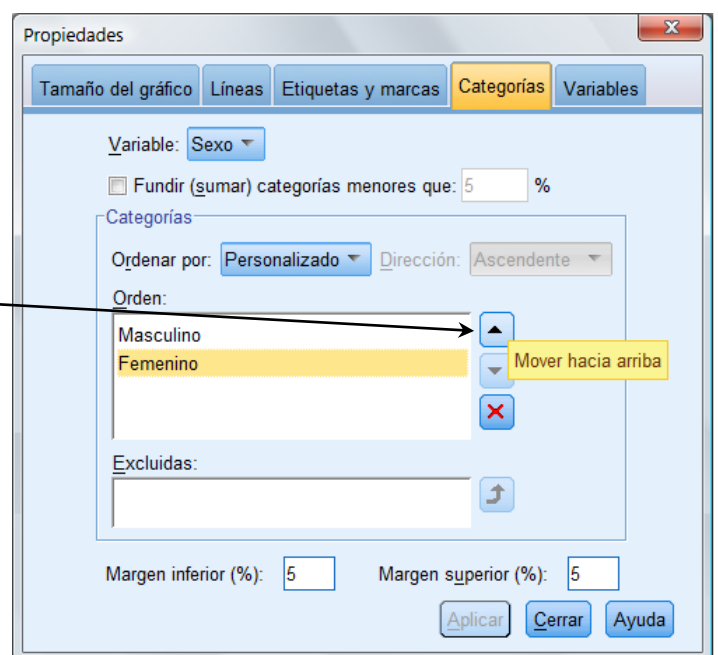 Propiedades
Tamaño del gráfico Líneas Etiquetas y marcas Categorías Variables
Variable: Sexo
Fundir (sumar) categorías menores que: 5 %
Categorías
Ordenar por: Personalizado Dirección: Ascendente
Orden:
Masculino
Femenino
Mover hacia arriba
Excluidas:
Margen inferior (%): 5 Margen superior (%): 5
Aplicar Cerrar Ayuda